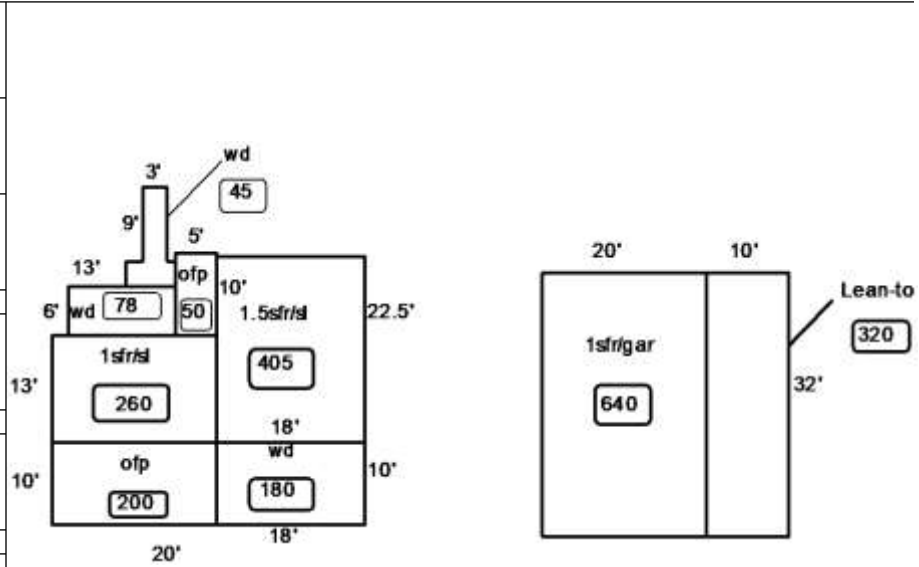 wd
3'
45
9'
5'
13'
ofp
10'
6'
wd
78
50
1.5sfr/sl
22.5'
1sfr/sl
405
13'
260
18'
ofp
wd
10'
10'
200
180
18'
20'
20'
10'
Lean-to
320
1sfr/gar
32'
640